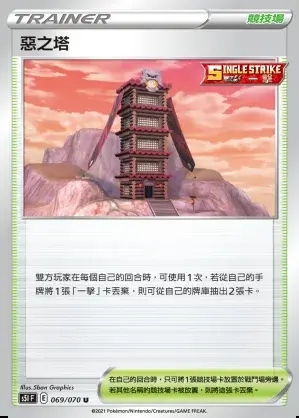 TRAINER 競技場
惡之塔
SINGLE STRIKE
一擊
雙方玩家在每個自己的回合時,可使用1次,若從自己的手
牌將1張「一擊」卡丟棄,則可從自己的牌庫抽出2張卡。
Illus.5ban Graphics
在自己的回合時,只可將1張競技場卡放置於戰鬥場旁邊。
若其他名稱的競技場卡被放置,則將這張卡丟棄。
s5I F E 069/070 U
©2021 Pokémon/Nintendo/Creatures/GAME FREAK.